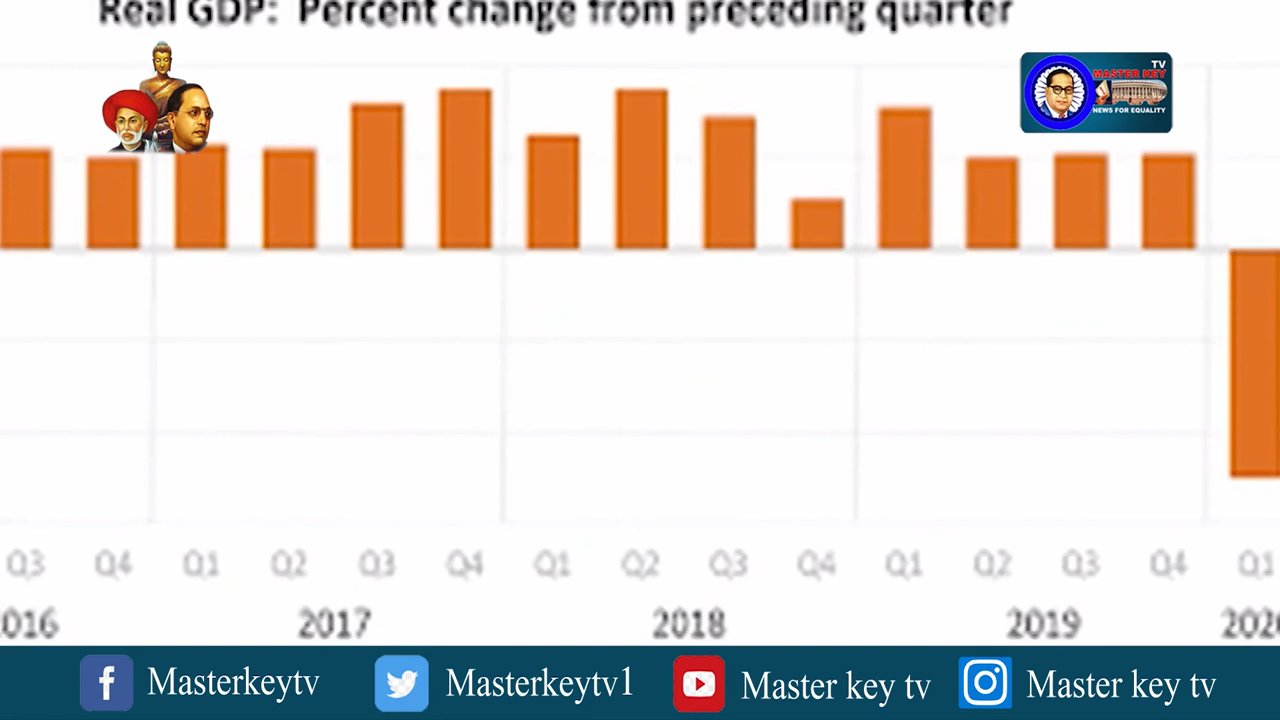 Real GDP: Percent change from preceding quarter
TV
MASTER KEY
NEWS FOR EQUALITY
Q3 Q4 Q1 Q2 Q3 Q4 Q1 Q2 Q3 Q4 Q1 Q2 Q3 Q4 Q1
016 2017 2018 2019 202
Masterkeytv Masterkeytv1 Master key tv Master key tv